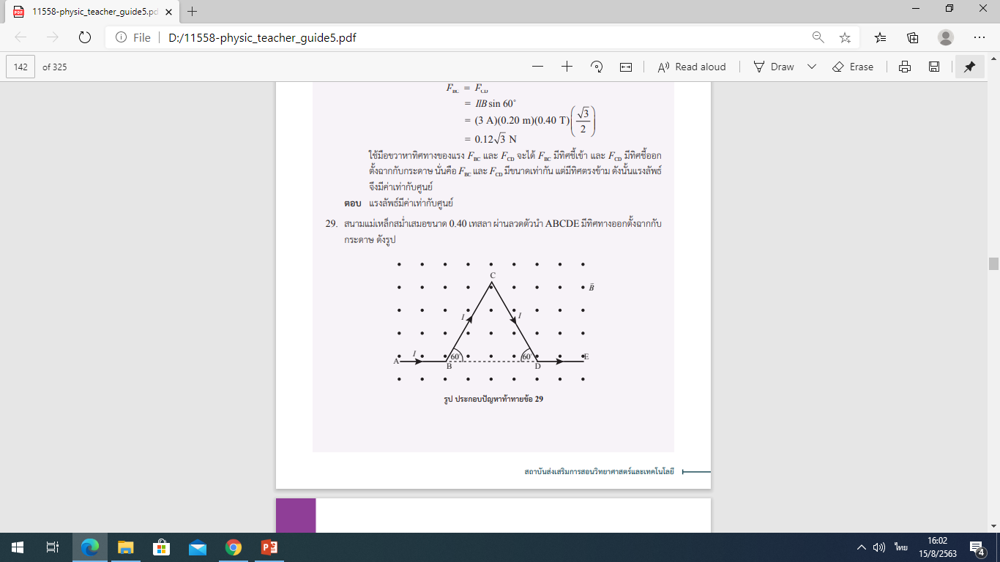 11558-physic_teacher_guide5.pd
File D:/11558-physic_teacher_guide5.pdf
142 of 325 Read aloud Draw Erase
F_BC = F_CD
= IlB sin 60°
= (3 A)(0.20 m)(0.40 T)(√3/2)
= 0.12√3 N
ใช้มือขวาหาทิศทางของแรง F_BC และ F_CD จะได้ F_BC มีทิศชี้เข้า และ F_CD มีทิศชี้ออก
ตั้งฉากกับกระดาษ นั่นคือ F_BC และ F_CD มีขนาดเท่ากัน แต่มีทิศตรงข้าม ดังนั้นแรงลัพธ์
จึงมีค่าเท่ากับศูนย์
ตอบ แรงลัพธ์มีค่าเท่ากับศูนย์
29. สนามแม่เหล็กสม่ำเสมอขนาด 0.40 เทสลา ผ่านลวดตัวนำ ABCDE มีทิศทางออกตั้งฉากกับ
กระดาษ ดังรูป
C
B⃗
I I
I
60° 60°
A B D E
รูป ประกอบปัญหาท้าทายข้อ 29
สถาบันส่งเสริมการสอนวิทยาศาสตร์และเทคโนโลยี
ไทย
16:02
15/8/2563
4